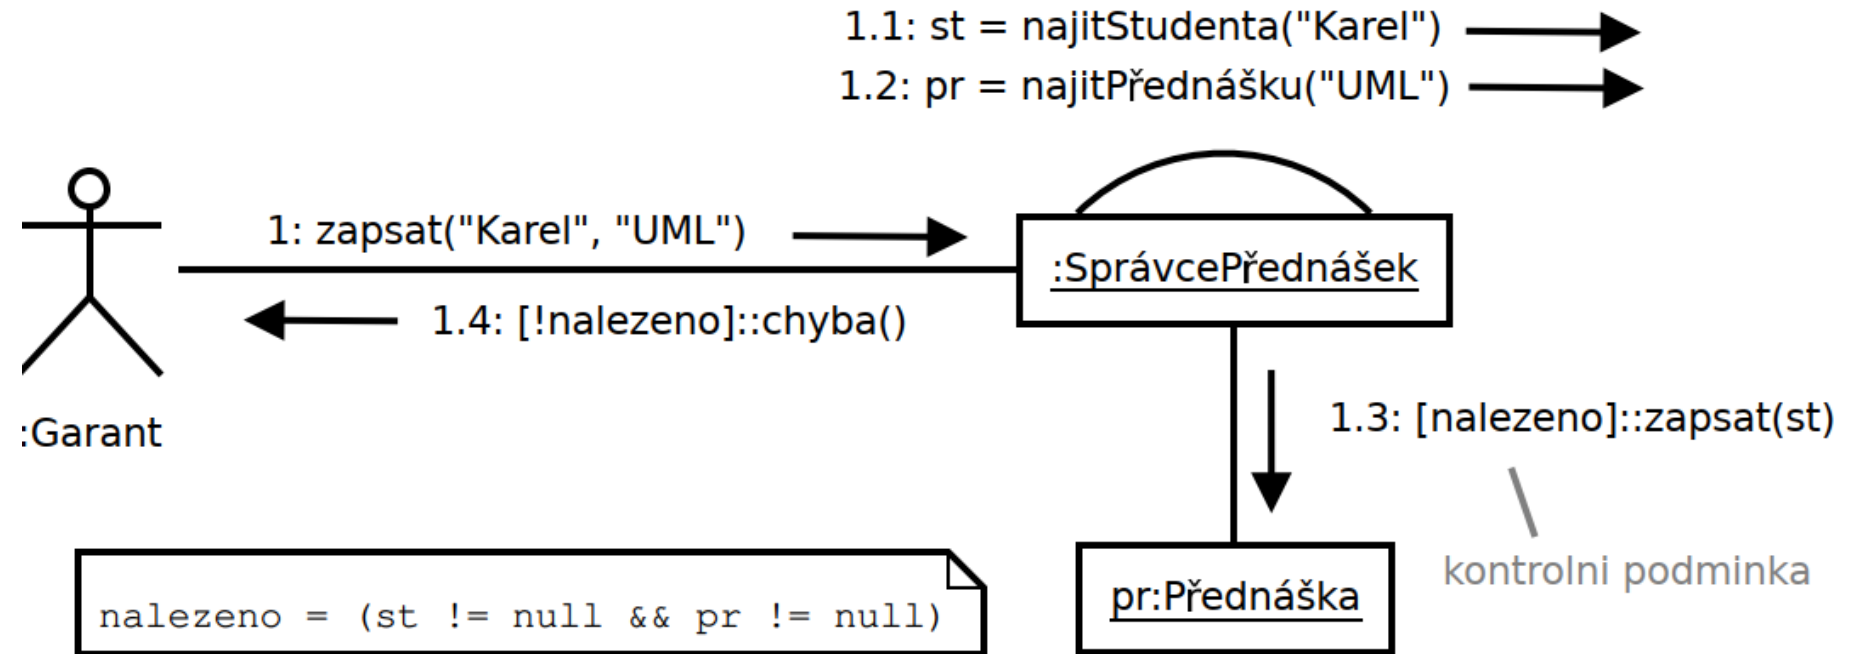 1.1: st = najitStudenta("Karel")
1.2: pr = najitPřednášku("UML")
1: zapsat("Karel", "UML")
:SprávcePřednášek
1.4: [!nalezeno]::chyba()
1.3: [nalezeno]::zapsat(st)
:Garant
kontrolni podminka
pr:Přednáška
nalezeno = (st != null && pr != null)